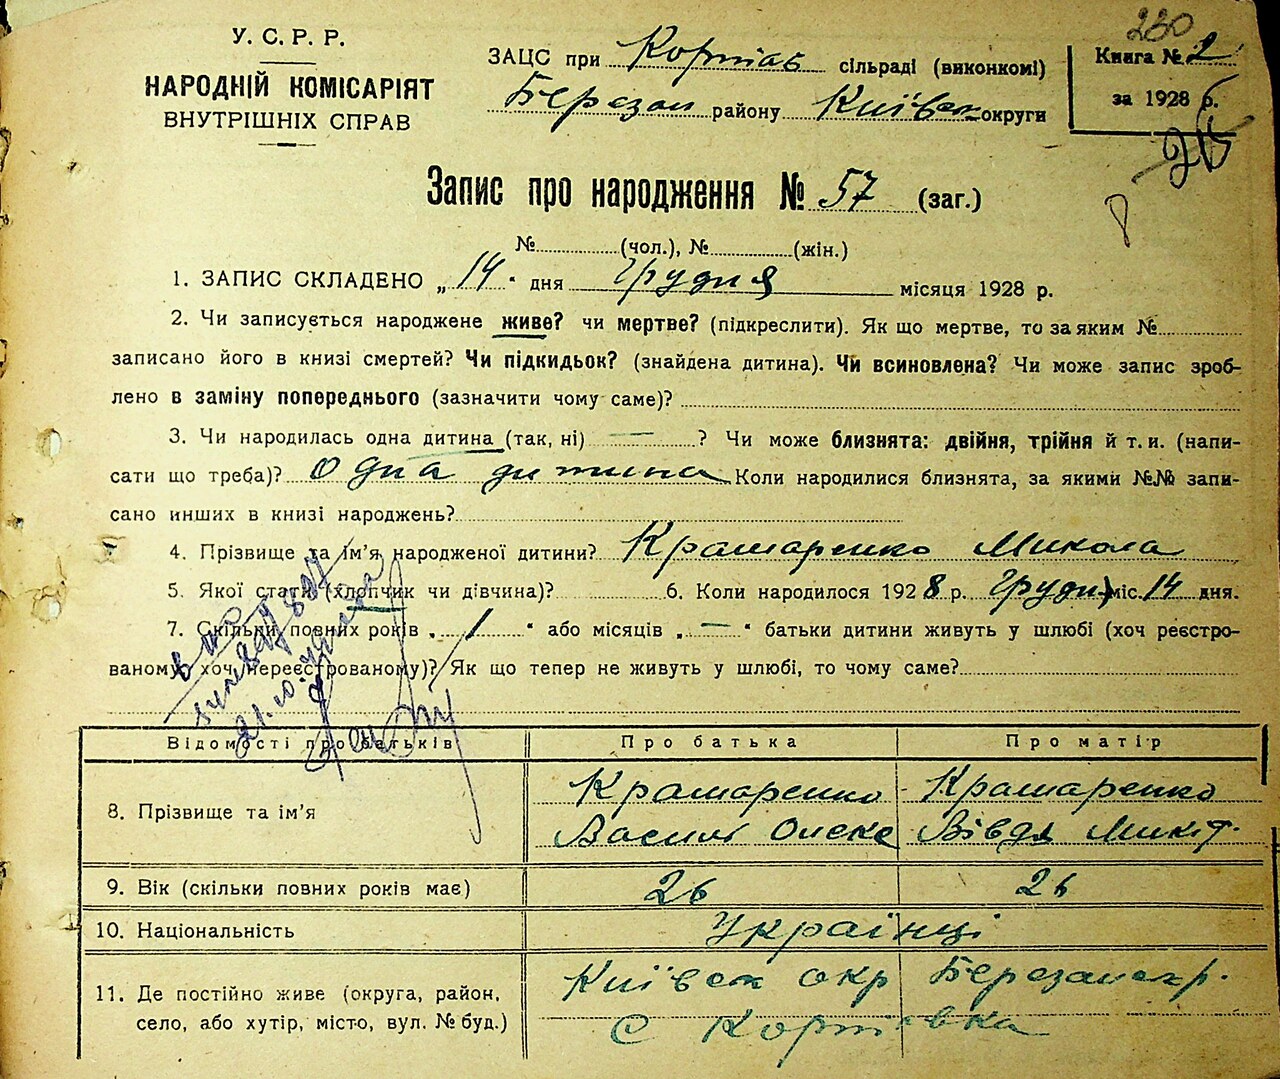 230
У. С. Р. Р.
НАРОДНІЙ КОМІСАРІЯТ
ВНУТРІШНІХ СПРАВ
ЗАЦС при Кортів сільраді (виконкомі)
Березан району Київськ округи
Книга № 2
за 1928 р.
Запис про народження № 57 (заг.)
№ (чол.), № (жін.)
1. ЗАПИС СКЛАДЕНО „14“ дня Грудня місяця 1928 р.
2. Чи записується народжене живе? чи мертве? (підкреслити). Як що мертве, то за яким №
записано його в книзі смертей? Чи підкидьок? (знайдена дитина). Чи всиновлена? Чи може запис зроб-
лено в заміну попереднього (зазначити чому саме)?
3. Чи народилась одна дитина (так, ні) — ? Чи може близнята: двійня, трійня й т. и. (напи-
сати що треба)? Одна дитина Коли народилися близнята, за якими №№ запи-
сано инших в книзі народжень?
4. Прізвище та ім'я народженої дитини? Крамаренко Микола
5. Якої статі (хлопчик чи дівчина)? 6. Коли народилося 1928 р. Грудн міс. 14 дня.
7. Скільки повних років „1“ або місяців „—“ батьки дитини живуть у шлюбі (хоч реєстро-
ваному, хоч нереєстрованому)? Як що тепер не живуть у шлюбі, то чому саме?
Відомості про батьків Про батька Про матір
8. Прізвище та ім'я Крамаренко Василь Олекс Крамаренко Вівдя Микіт.
9. Вік (скільки повних років має) 26 26
10. Національність Українці
11. Де постійно живе (округа, район, Київськ окр Березанск р.
село, або хутір, місто, вул. № буд.) С Кортівка